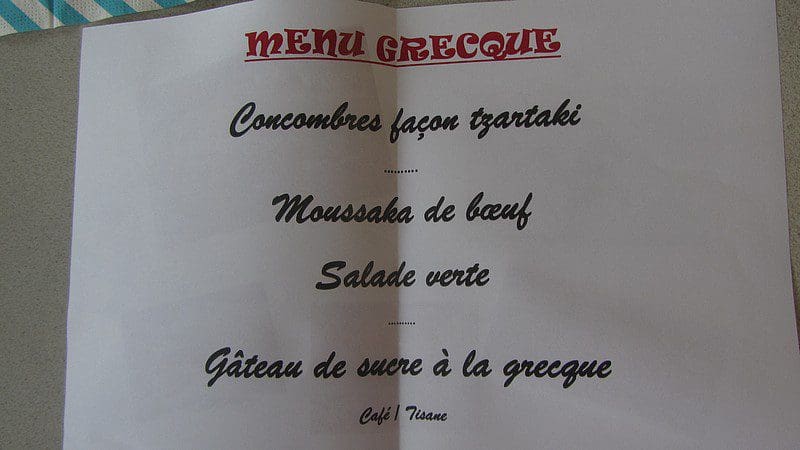 MENU GRECQUE
Concombres façon tzartaki
..........
Moussaka de bœuf
Salade verte
..........
Gâteau de sucre à la grecque
Café / Tisane